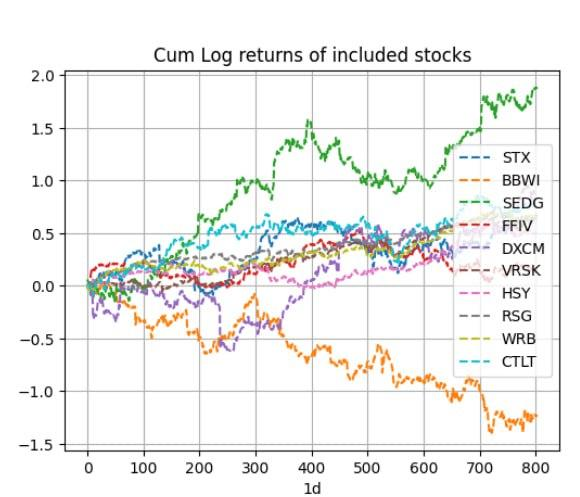 Cum Log returns of included stocks
2.0
1.5
1.0
0.5
0.0
−0.5
−1.0
−1.5
0 100 200 300 400 500 600 700 800
1d
STX
BBWI
SEDG
FFIV
DXCM
VRSK
HSY
RSG
WRB
CTLT